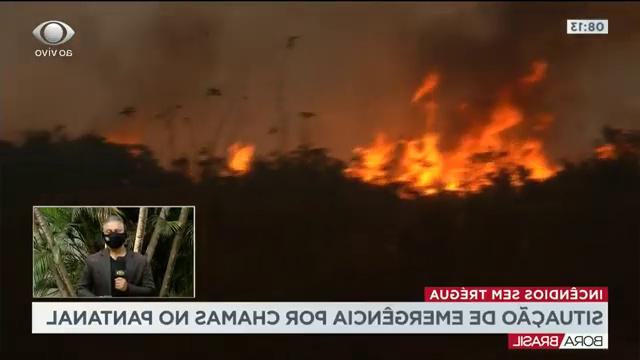 08:13
AO VIVO
INCÊNDIOS SEM TRÉGUA
SITUAÇÃO DE EMERGÊNCIA POR CHAMAS NO PANTANAL
BORA BRASIL